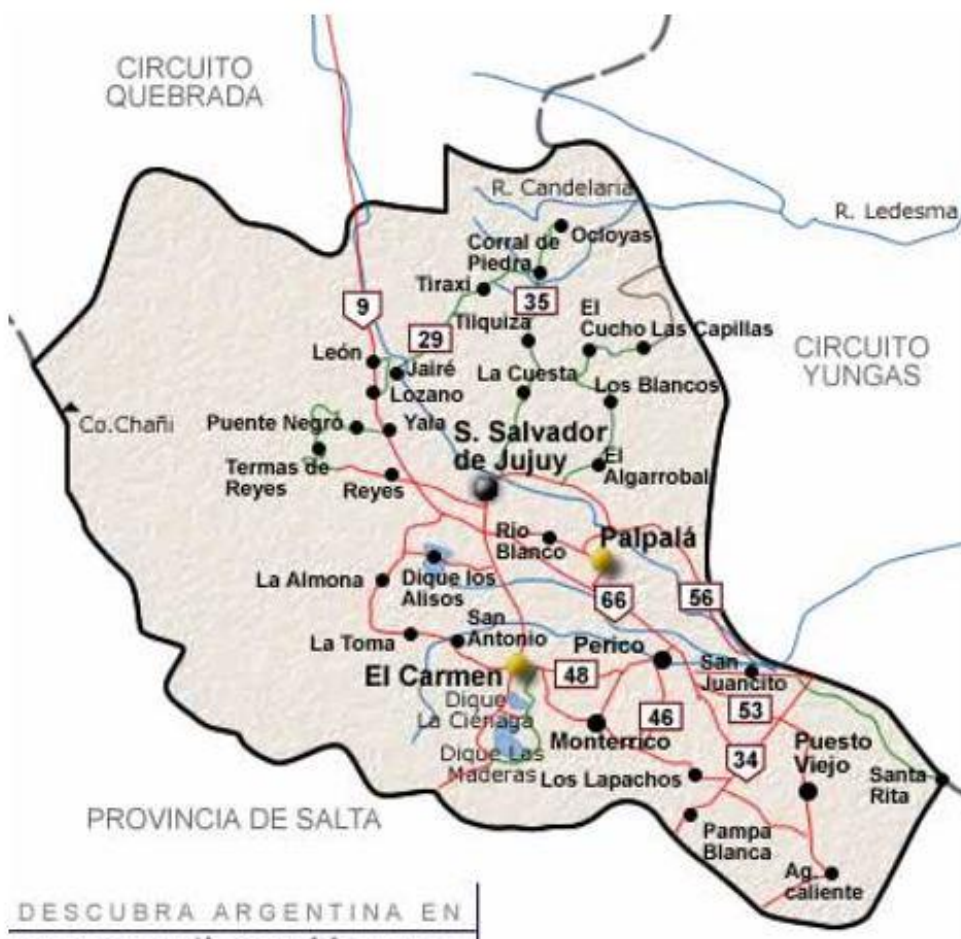 CIRCUITO
QUEBRADA
R. Candelaria
R. Ledesma
Ocloyas
Corral de
Piedra
Tiraxi
9
35
El
Cucho
Las Capillas
29
Tilquiza
CIRCUITO
YUNGAS
León
Jairé
La Cuesta
Los Blancos
Lozano
Co.Chañi
Puente Negro
Yala
S. Salvador
de Jujuy
El
Algarrobal
Termas de
Reyes
Reyes
Río
Blanco
Palpalá
La Almona
Dique los
Alisos
66
56
La Toma
San
Antonio
Perico
San
Juancito
El Carmen
48
Dique
La Ciénaga
46
53
Monterrico
Puesto
Viejo
Dique Las
Maderas
34
Los Lapachos
Santa
Rita
PROVINCIA DE SALTA
Pampa
Blanca
Ag.
caliente
DESCUBRA ARGENTINA EN